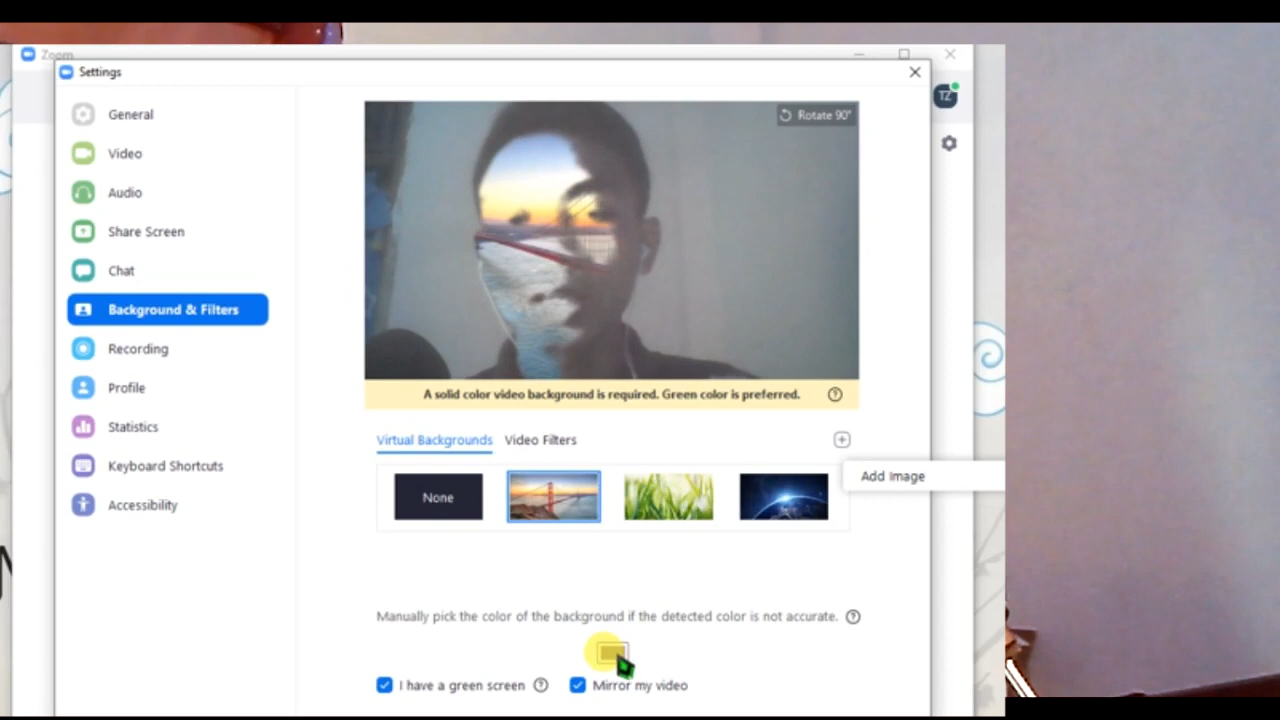 Zoom
Settings
TZ
General
Rotate 90°
Video
Audio
Share Screen
Chat
Background & Filters
Recording
Profile
A solid color video background is required. Green color is preferred.
Statistics
Virtual Backgrounds Video Filters
Keyboard Shortcuts
Add Image
None
Accessibility
Manually pick the color of the background if the detected color is not accurate.
I have a green screen
Mirror my video